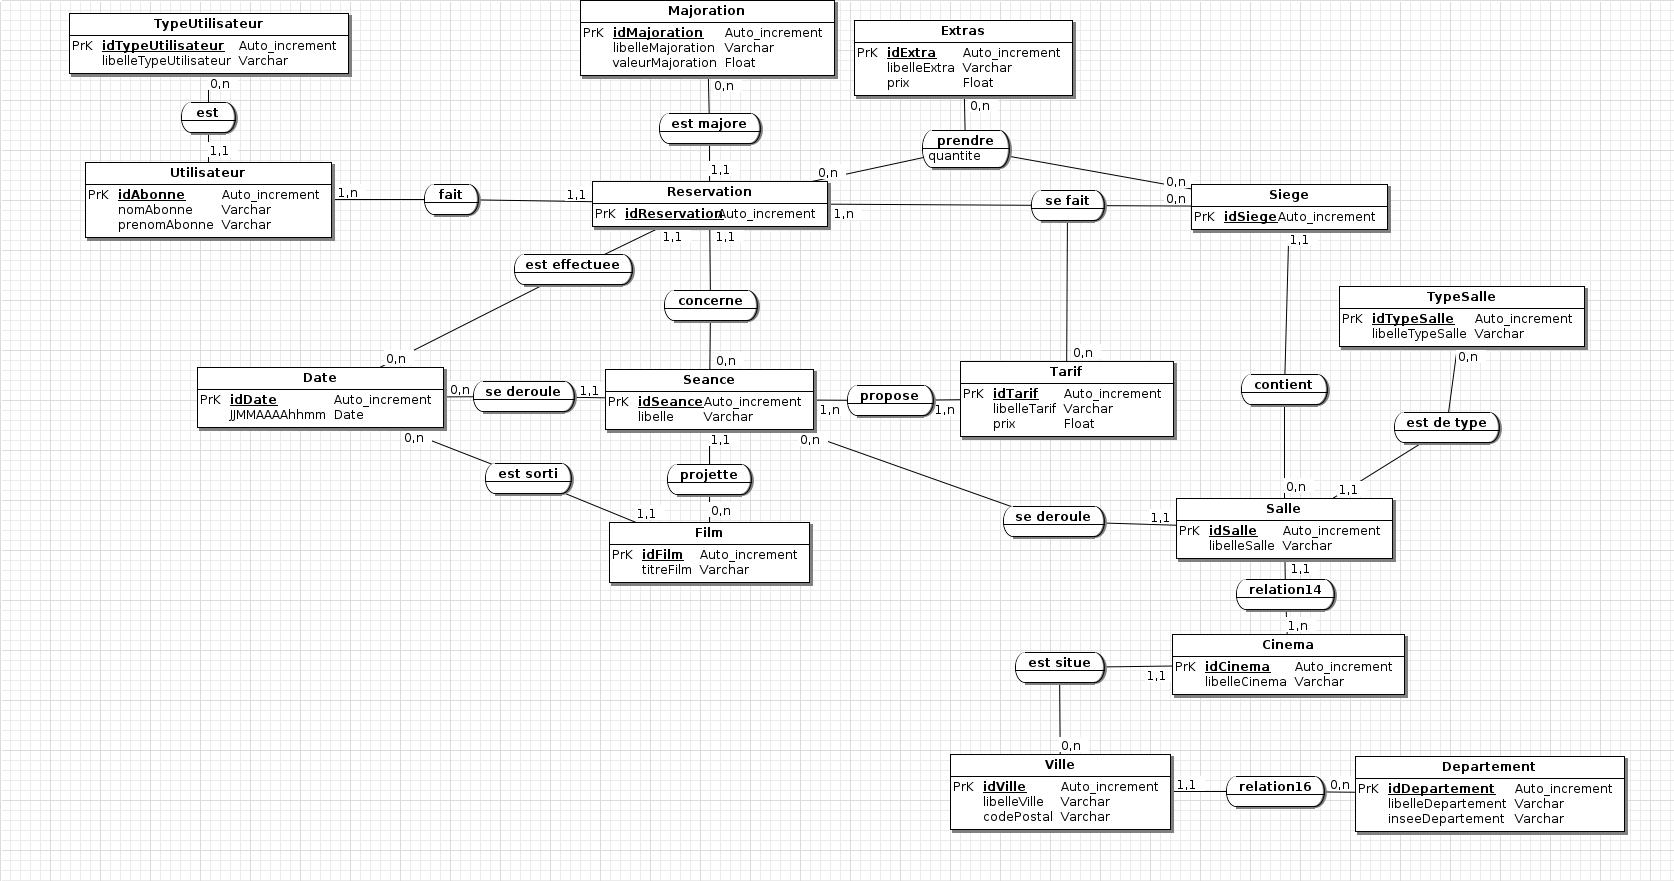 TypeUtilisateur
PrK idTypeUtilisateur Auto_increment
libelleTypeUtilisateur Varchar
0,n
est
1,1
Utilisateur
PrK idAbonne Auto_increment
nomAbonne Varchar
prenomAbonne Varchar
1,n
fait
1,1
Majoration
PrK idMajoration Auto_increment
libelleMajoration Varchar
valeurMajoration Float
0,n
est majore
1,1
Extras
PrK idExtra Auto_increment
libelleExtra Varchar
prix Float
0,n
prendre
quantite
0,n
0,n
Reservation
PrK idReservation Auto_increment
1,n
se fait
0,n
Siege
PrK idSiege Auto_increment
1,1
1,1
1,1
est effectuee
concerne
0,n
0,n
0,n
TypeSalle
PrK idTypeSalle Auto_increment
libelleTypeSalle Varchar
0,n
contient
est de type
Date
PrK idDate Auto_increment
JJMMAAAAhhmm Date
0,n
se deroule
1,1
Seance
PrK idSeance Auto_increment
libelle Varchar
1,n
propose
1,n
Tarif
PrK idTarif Auto_increment
libelleTarif Varchar
prix Float
0,n
est sorti
1,1
1,1
projette
0,n
0,n
se deroule
1,1
Film
PrK idFilm Auto_increment
titreFilm Varchar
0,n
1,1
Salle
PrK idSalle Auto_increment
libelleSalle Varchar
1,1
relation14
1,n
Cinema
PrK idCinema Auto_increment
libelleCinema Varchar
est situe
1,1
0,n
Ville
PrK idVille Auto_increment
libelleVille Varchar
codePostal Varchar
1,1
relation16
0,n
Departement
PrK idDepartement Auto_increment
libelleDepartement Varchar
inseeDepartement Varchar